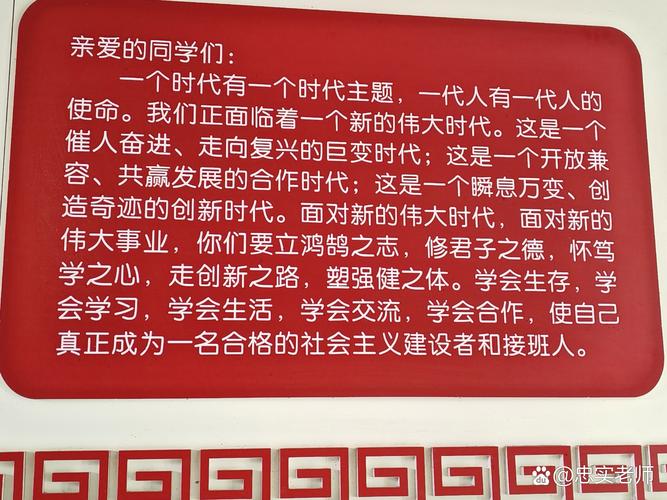 亲爱的同学们：
一个时代有一个时代主题，一代人有一代人的
使命。我们正面临着一个新的伟大时代。这是一个
催人奋进、走向复兴的巨变时代；这是一个开放兼
容、共赢发展的合作时代；这是一个瞬息万变、创
造奇迹的创新时代。面对新的伟大时代，面对新的
伟大事业，你们要立鸿鹄之志，修君子之德，怀笃
学之心，走创新之路，塑强健之体。学会生存，学
会学习，学会生活，学会交流，学会合作，使自己
真正成为一名合格的社会主义建设者和接班人。
du @忠实老师